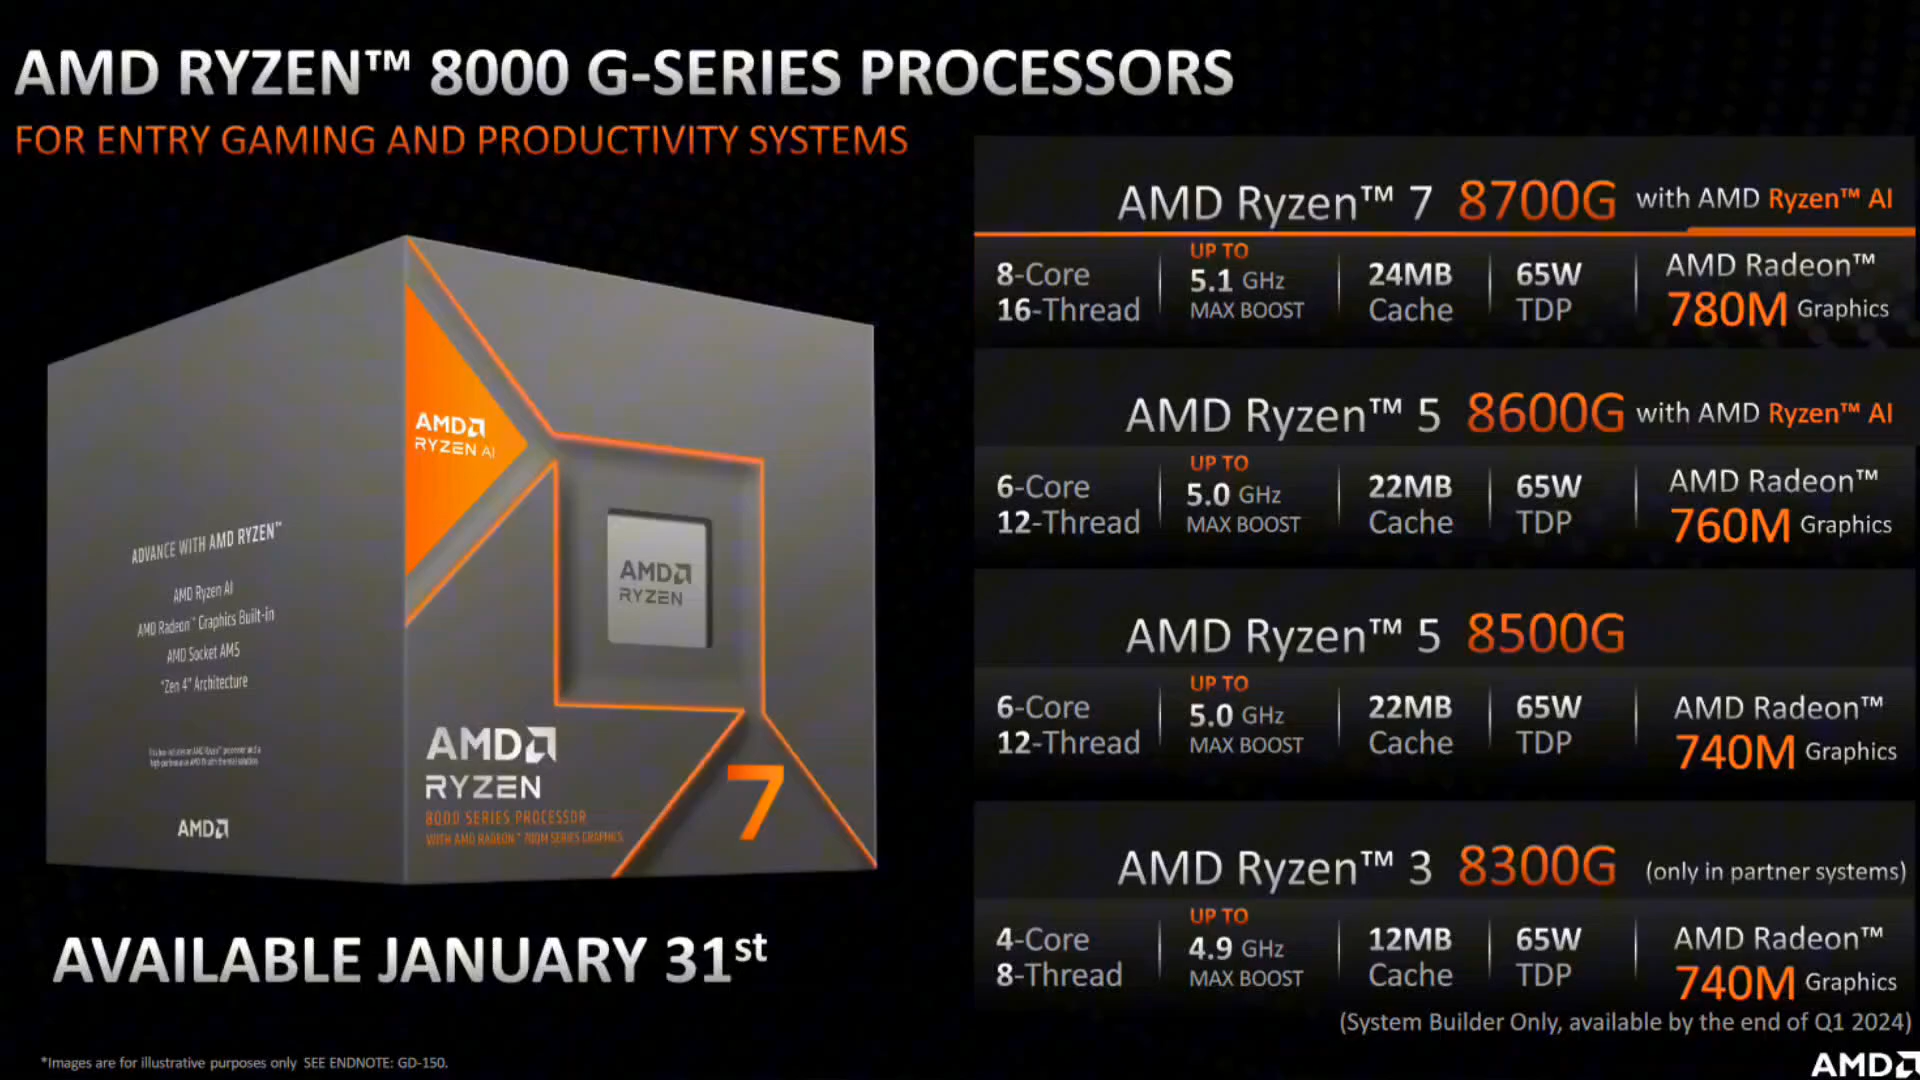 AMD RYZEN™ 8000 G-SERIES PROCESSORS
FOR ENTRY GAMING AND PRODUCTIVITY SYSTEMS
ADVANCE WITH AMD RYZEN™
AMD Ryzen AI
AMD Radeon™ Graphics Built-in
AMD Socket AM5
"Zen 4" Architecture
AMD
AMD
RYZEN AI
AMD
RYZEN
AMD
RYZEN
8000 SERIES PROCESSOR
WITH AMD RADEON™ 700M SERIES GRAPHICS
7
AVAILABLE JANUARY 31st
*Images are for illustrative purposes only SEE ENDNOTE: GD-150.
AMD Ryzen™ 7 8700G with AMD Ryzen™ AI
8-Core
16-Thread
UP TO
5.1 GHz
MAX BOOST
24MB
Cache
65W
TDP
AMD Radeon™
780M Graphics
AMD Ryzen™ 5 8600G with AMD Ryzen™ AI
6-Core
12-Thread
UP TO
5.0 GHz
MAX BOOST
22MB
Cache
65W
TDP
AMD Radeon™
760M Graphics
AMD Ryzen™ 5 8500G
6-Core
12-Thread
UP TO
5.0 GHz
MAX BOOST
22MB
Cache
65W
TDP
AMD Radeon™
740M Graphics
AMD Ryzen™ 3 8300G (only in partner systems)
4-Core
8-Thread
UP TO
4.9 GHz
MAX BOOST
12MB
Cache
65W
TDP
AMD Radeon™
740M Graphics
(System Builder Only, available by the end of Q1 2024)
AMD